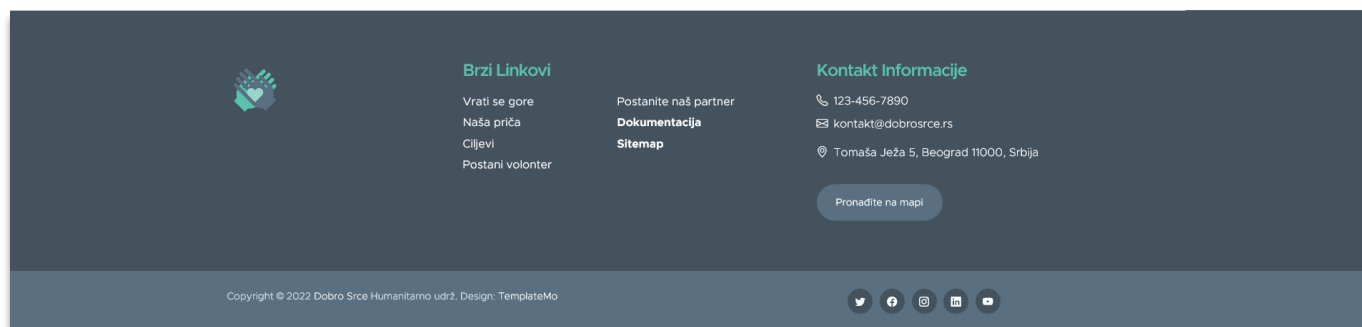 Brzi Linkovi
Vrati se gore
Naša priča
Ciljevi
Postani volonter
Postanite naš partner
Dokumentacija
Sitemap
Kontakt Informacije
123-456-7890
kontakt@dobrosrce.rs
Tomaša Ježa 5, Beograd 11000, Srbija
Pronađite na mapi
Copyright © 2022 Dobro Srce Humanitarno udrž. Design: TemplateMo